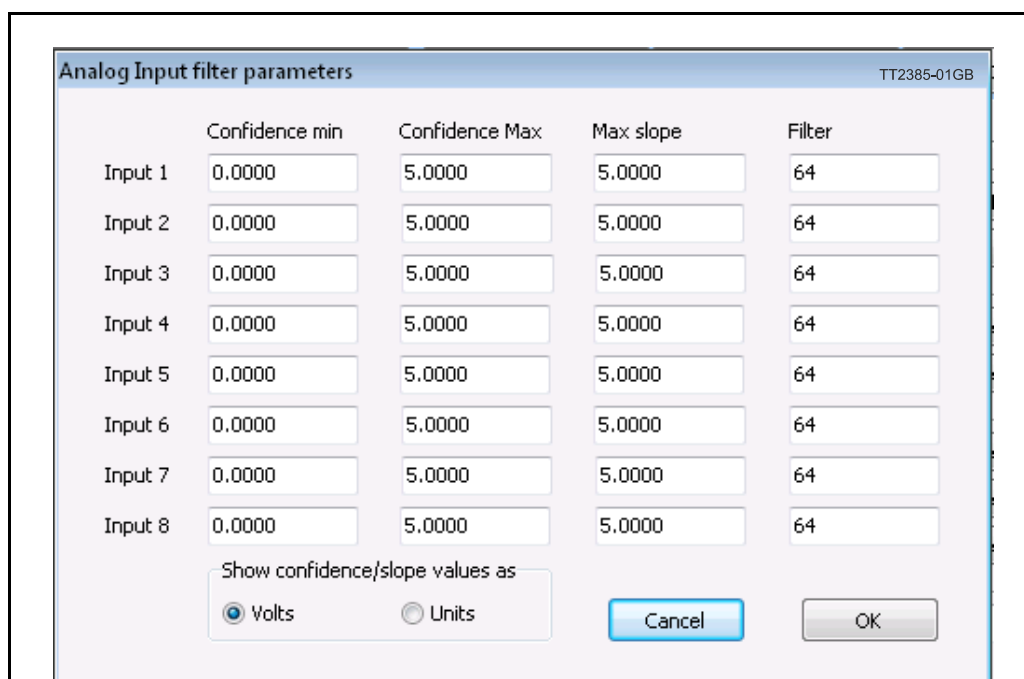 Analog Input filter parameters TT2385-01GB
Confidence min Confidence Max Max slope Filter
Input 1 0.0000 5.0000 5.0000 64
Input 2 0.0000 5.0000 5.0000 64
Input 3 0.0000 5.0000 5.0000 64
Input 4 0.0000 5.0000 5.0000 64
Input 5 0.0000 5.0000 5.0000 64
Input 6 0.0000 5.0000 5.0000 64
Input 7 0.0000 5.0000 5.0000 64
Input 8 0.0000 5.0000 5.0000 64
Show confidence/slope values as
Volts Units Cancel OK